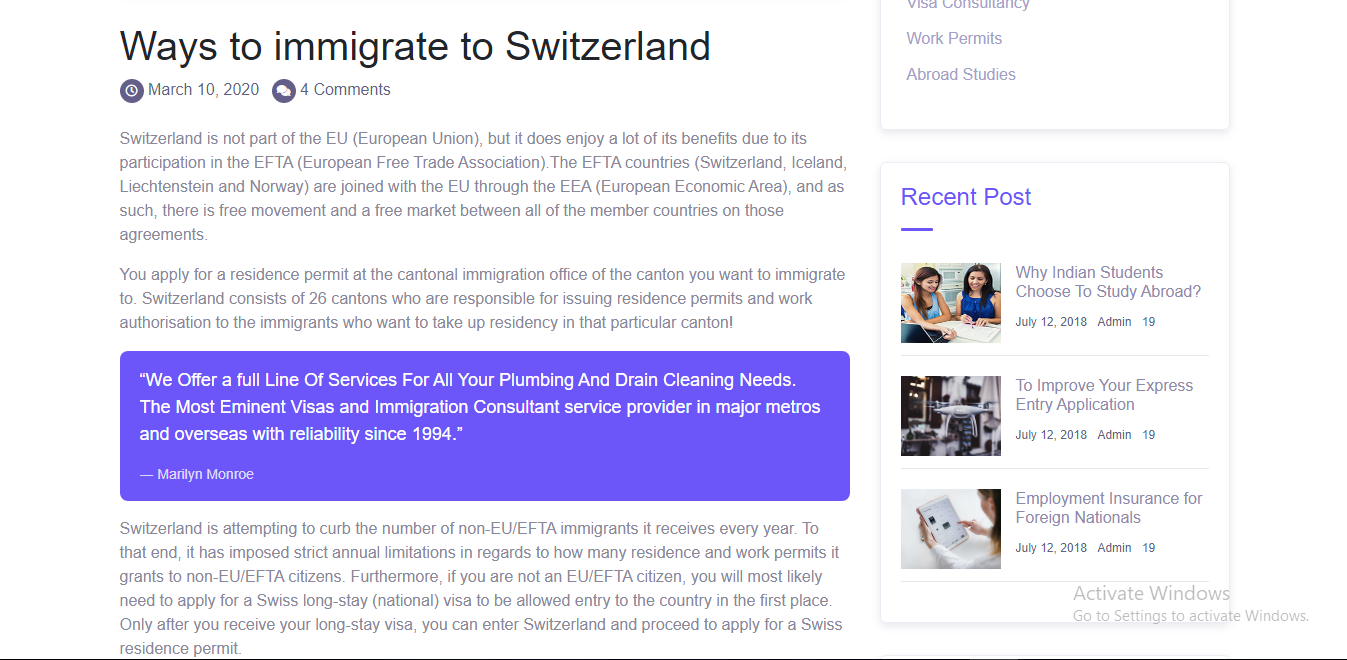 Ways to immigrate to Switzerland
March 10, 2020 4 Comments
Switzerland is not part of the EU (European Union), but it does enjoy a lot of its benefits due to its
participation in the EFTA (European Free Trade Association).The EFTA countries (Switzerland, Iceland,
Liechtenstein and Norway) are joined with the EU through the EEA (European Economic Area), and as
such, there is free movement and a free market between all of the member countries on those
agreements.
You apply for a residence permit at the cantonal immigration office of the canton you want to immigrate
to. Switzerland consists of 26 cantons who are responsible for issuing residence permits and work
authorisation to the immigrants who want to take up residency in that particular canton!
“We Offer a full Line Of Services For All Your Plumbing And Drain Cleaning Needs.
The Most Eminent Visas and Immigration Consultant service provider in major metros
and overseas with reliability since 1994.”
— Marilyn Monroe
Switzerland is attempting to curb the number of non-EU/EFTA immigrants it receives every year. To
that end, it has imposed strict annual limitations in regards to how many residence and work permits it
grants to non-EU/EFTA citizens. Furthermore, if you are not an EU/EFTA citizen, you will most likely
need to apply for a Swiss long-stay (national) visa to be allowed entry to the country in the first place.
Only after you receive your long-stay visa, you can enter Switzerland and proceed to apply for a Swiss
residence permit.
Visa Consultancy
Work Permits
Abroad Studies
Recent Post
Why Indian Students
Choose To Study Abroad?
July 12, 2018 Admin 19
To Improve Your Express
Entry Application
July 12, 2018 Admin 19
Employment Insurance for
Foreign Nationals
July 12, 2018 Admin 19
Activate Windows
Go to Settings to activate Windows.